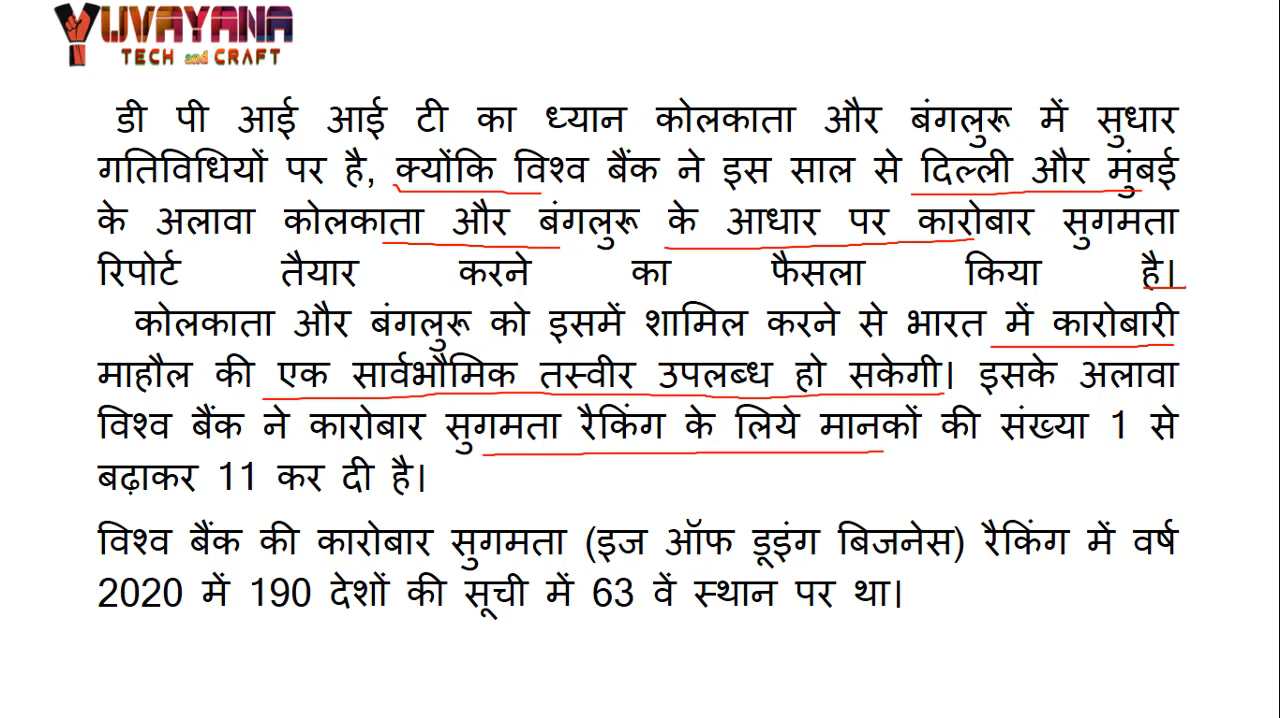 YUVAYANA
TECH and CRAFT
डी पी आई आई टी का ध्यान कोलकाता और बंगलुरू में सुधार
गतिविधियों पर है, क्योंकि विश्व बैंक ने इस साल से दिल्ली और मुंबई
के अलावा कोलकाता और बंगलुरू के आधार पर कारोबार सुगमता
रिपोर्ट तैयार करने का फैसला किया है।
कोलकाता और बंगलुरू को इसमें शामिल करने से भारत में कारोबारी
माहौल की एक सार्वभौमिक तस्वीर उपलब्ध हो सकेगी। इसके अलावा
विश्व बैंक ने कारोबार सुगमता रैकिंग के लिये मानकों की संख्या 1 से
बढ़ाकर 11 कर दी है।
विश्व बैंक की कारोबार सुगमता (इज ऑफ डूइंग बिजनेस) रैकिंग में वर्ष
2020 में 190 देशों की सूची में 63 वें स्थान पर था।